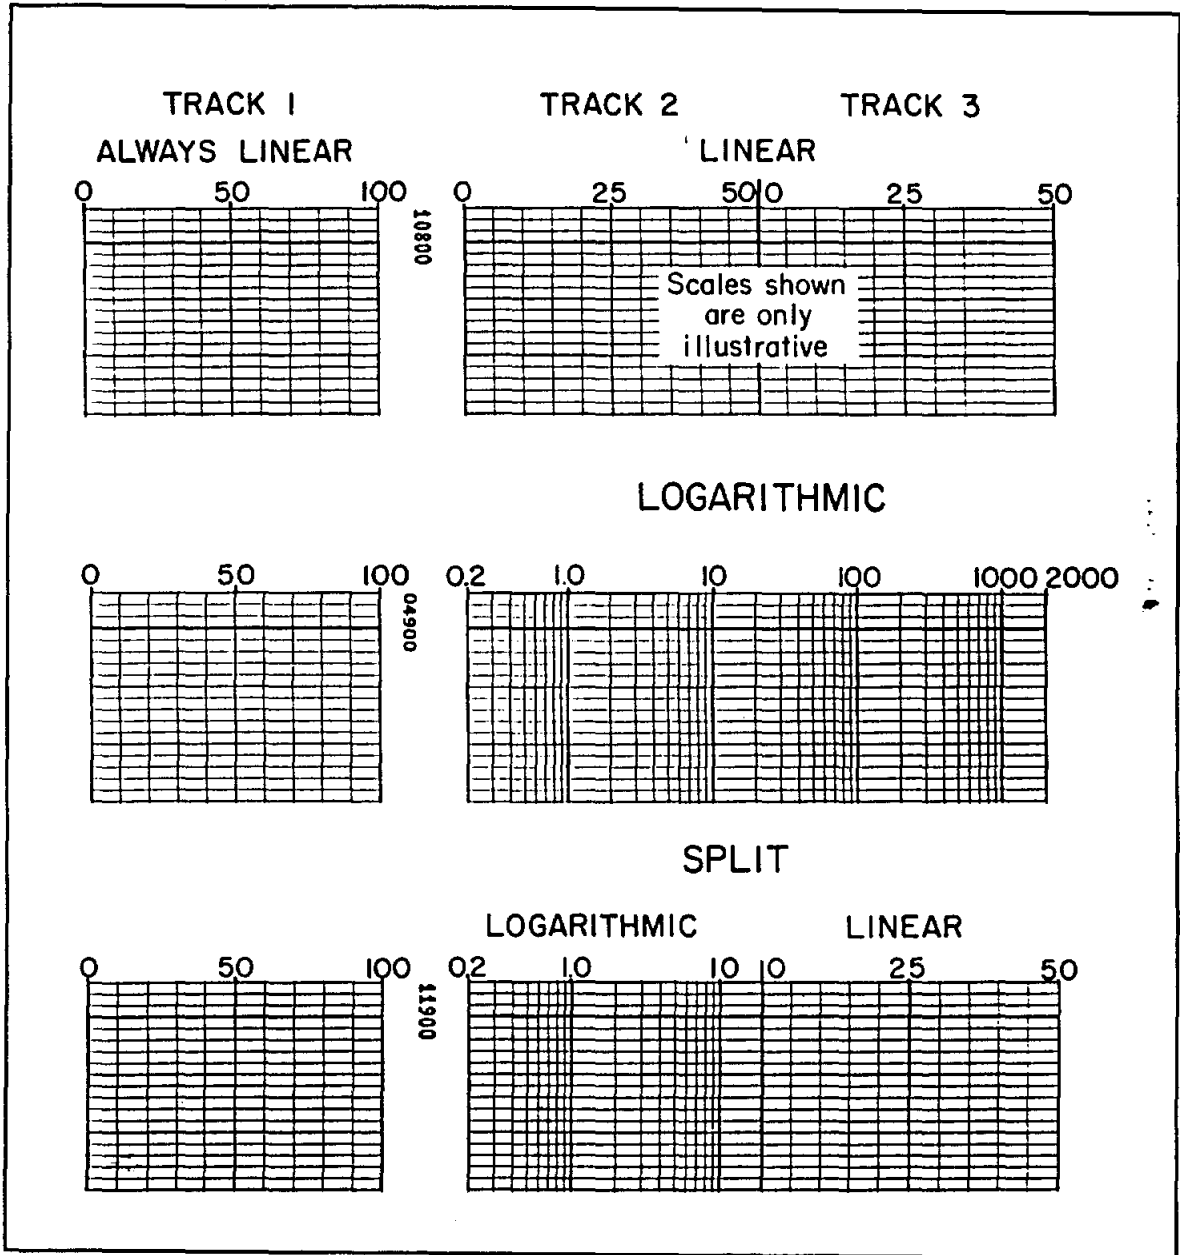 TRACK 1 TRACK 2 TRACK 3
ALWAYS LINEAR LINEAR
0 50 100 0 25 50 0 25 50
10800
Scales shown
are only
illustrative
LOGARITHMIC
0 50 100 0.2 1.0 10 100 1000 2000
04900
SPLIT
LOGARITHMIC LINEAR
0 50 100 0.2 1.0 10 0 25 50
11900